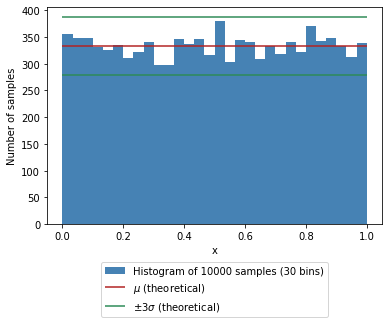 400
350
300
250
200
150
100
50
0
Number of samples
0.0 0.2 0.4 0.6 0.8 1.0
x
Histogram of 10000 samples (30 bins)
μ (theoretical)
±3σ (theoretical)